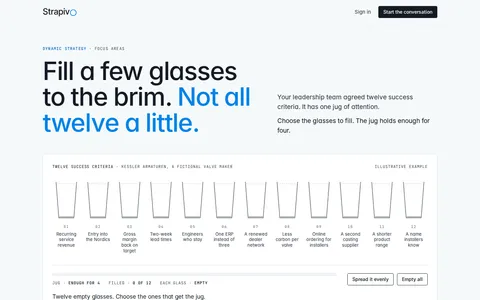 Strapivo
Sign in
Start the conversation
DYNAMIC STRATEGY · FOCUS AREAS
Fill a few glasses
to the brim. Not all
twelve a little.
Your leadership team agreed twelve success
criteria. It has one jug of attention.
Choose the glasses to fill. The jug holds enough for
four.
TWELVE SUCCESS CRITERIA · KESSLER ARMATUREN, A FICTIONAL VALVE MAKER
ILLUSTRATIVE EXAMPLE
01 02 03 04 05 06 07 08 09 10 11 12
Recurring service revenue
Entry into the Nordics
Gross margin back on target
Two-week lead times
Engineers who stay
One ERP instead of three
A renewed dealer network
Less carbon per valve
Online ordering for installers
A second casting supplier
A shorter product range
A name installers know
JUG · ENOUGH FOR 4 FILLED · 0 OF 12 EACH GLASS · EMPTY
Spread it evenly
Empty all
Twelve empty glasses. Choose the ones that get the jug.